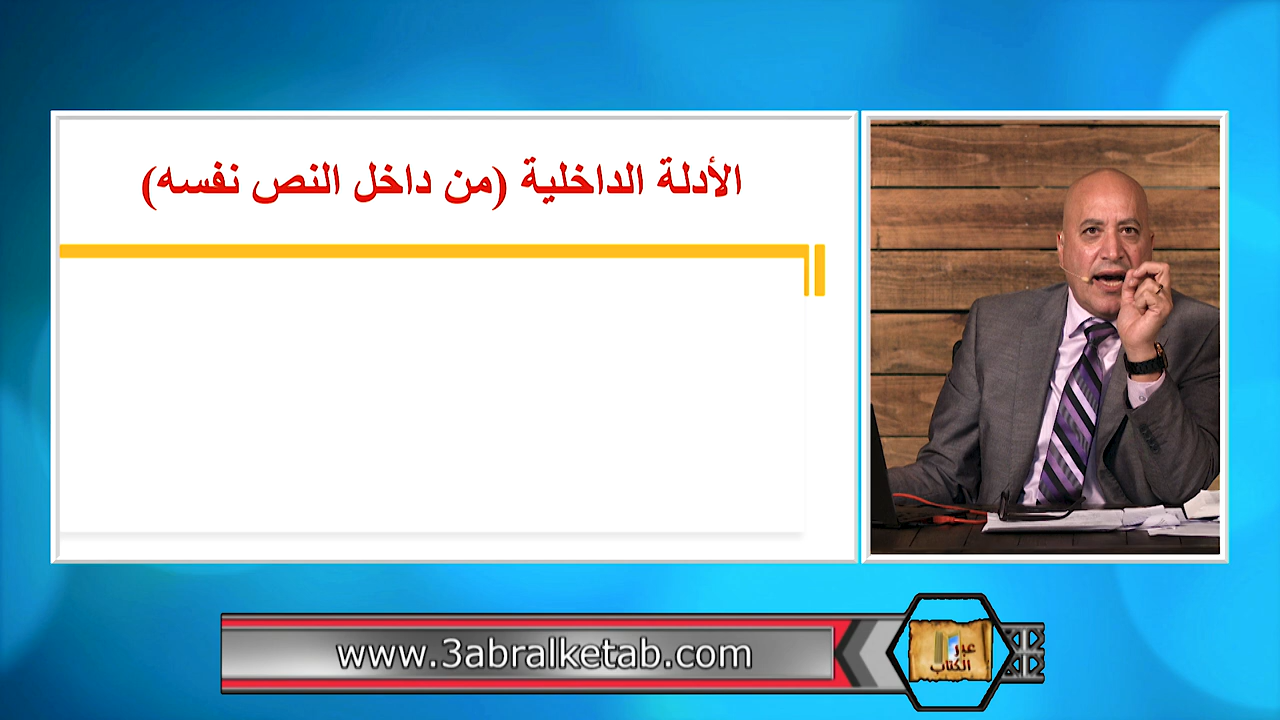 الأدلة الداخلية (من داخل النص نفسه)
www.3abralketab.com
عبر
الكتاب